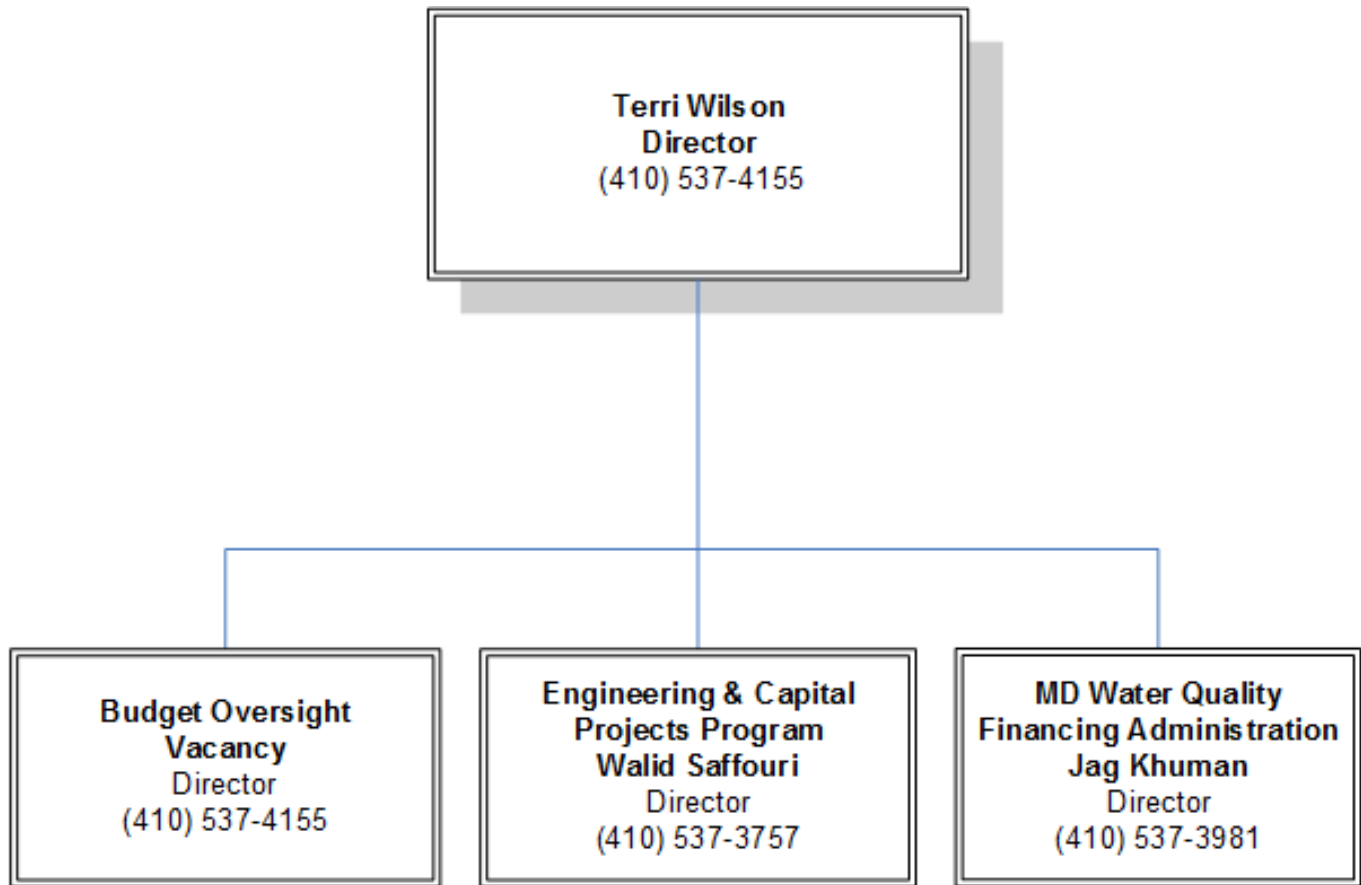 Terri Wilson
Director
(410) 537-4155
Budget Oversight
Vacancy
Director
(410) 537-4155
Engineering & Capital
Projects Program
Walid Saffouri
Director
(410) 537-3757
MD Water Quality
Financing Administration
Jag Khuman
Director
(410) 537-3981